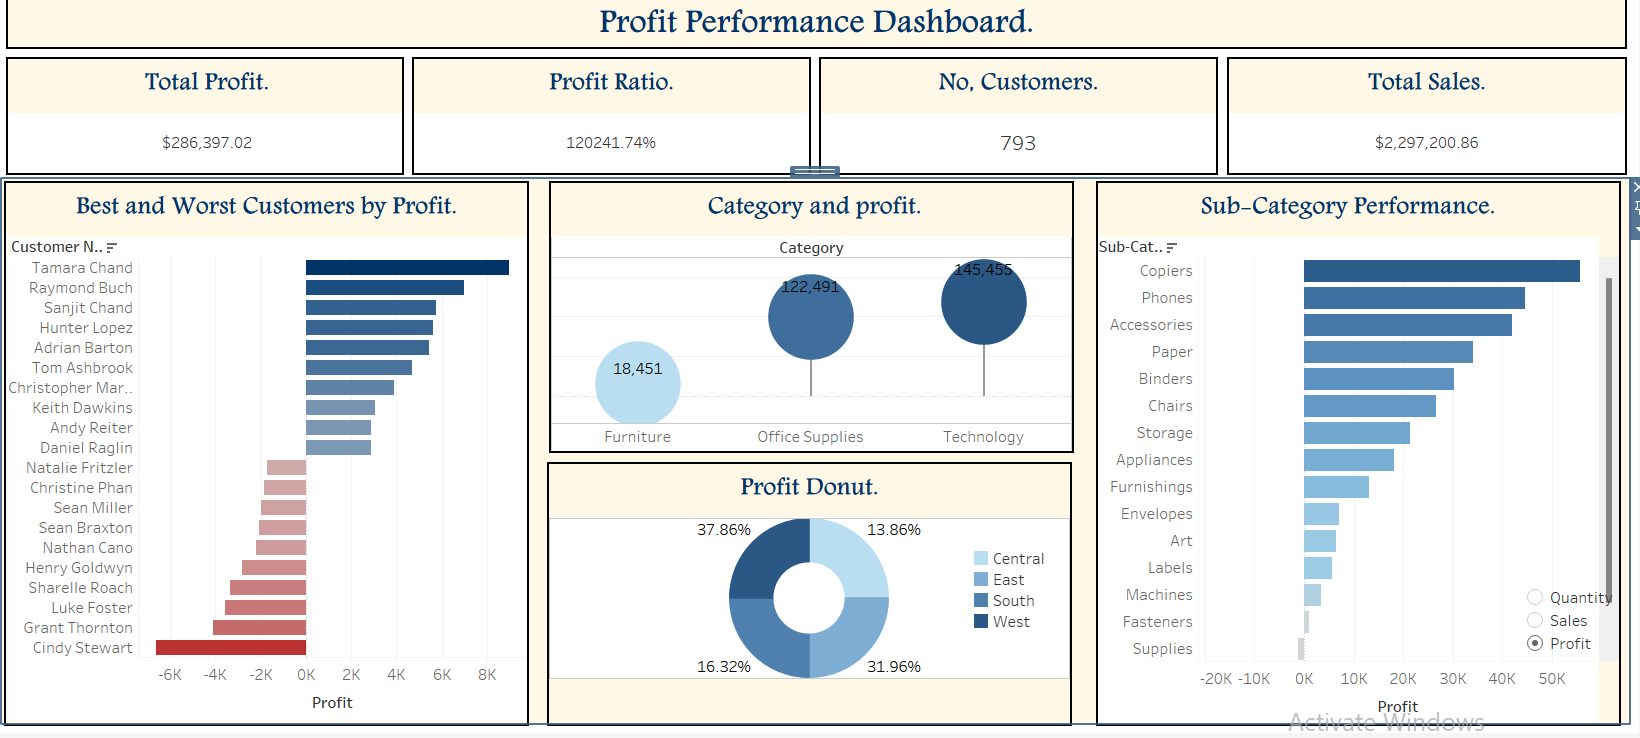 Profit Performance Dashboard.
Total Profit.
$286,397.02
Profit Ratio.
120241.74%
No, Customers.
793
Total Sales.
$2,297,200.86
Best and Worst Customers by Profit.
Customer N..
Tamara Chand
Raymond Buch
Sanjit Chand
Hunter Lopez
Adrian Barton
Tom Ashbrook
Christopher Mar..
Keith Dawkins
Andy Reiter
Daniel Raglin
Natalie Fritzler
Christine Phan
Sean Miller
Sean Braxton
Nathan Cano
Henry Goldwyn
Sharelle Roach
Luke Foster
Grant Thornton
Cindy Stewart
-6K -4K -2K 0K 2K 4K 6K 8K
Profit
Category and profit.
Category
145,455
122,491
18,451
Furniture Office Supplies Technology
Profit Donut.
37.86% 13.86%
Central
East
South
West
16.32% 31.96%
Sub-Category Performance.
Sub-Cat..
Copiers
Phones
Accessories
Paper
Binders
Chairs
Storage
Appliances
Furnishings
Envelopes
Art
Labels
Machines
Fasteners
Supplies
Quantity
Sales
Profit
-20K -10K 0K 10K 20K 30K 40K 50K
Profit
Activate Windows